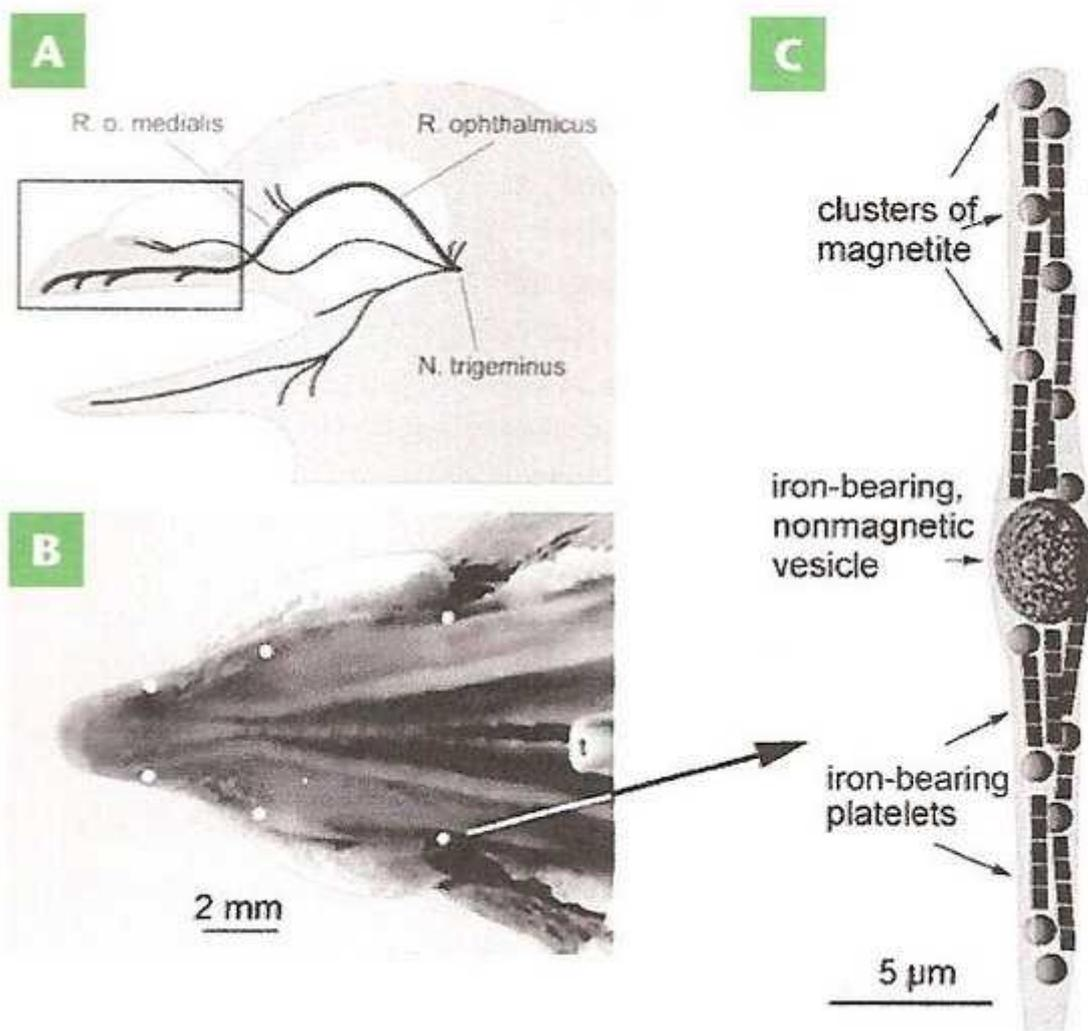 A
R. o. medialis
R. ophthalmicus
N. trigeminus
B
t
2 mm
C
clusters of
magnetite
iron-bearing,
nonmagnetic
vesicle
iron-bearing
platelets
5 µm